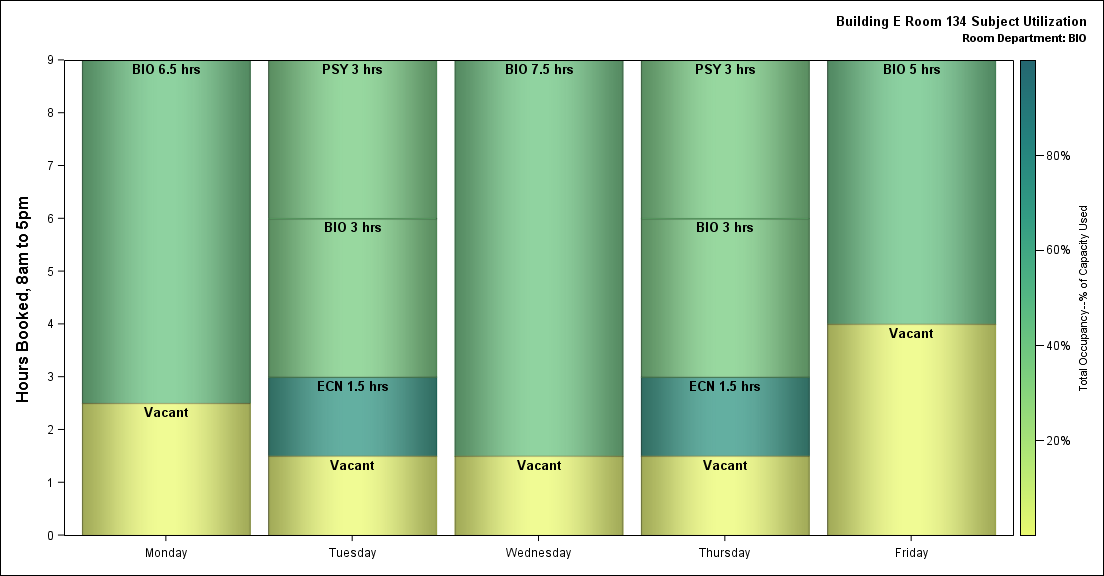 Building E Room 134 Subject Utilization
Room Department: BIO
Hours Booked, 8am to 5pm
9
8
7
6
5
4
3
2
1
0
BIO 6.5 hrs
Vacant
PSY 3 hrs
BIO 3 hrs
ECN 1.5 hrs
Vacant
BIO 7.5 hrs
Vacant
PSY 3 hrs
BIO 3 hrs
ECN 1.5 hrs
Vacant
BIO 5 hrs
Vacant
Monday
Tuesday
Wednesday
Thursday
Friday
80%
60%
40%
20%
Total Occupancy--% of Capacity Used